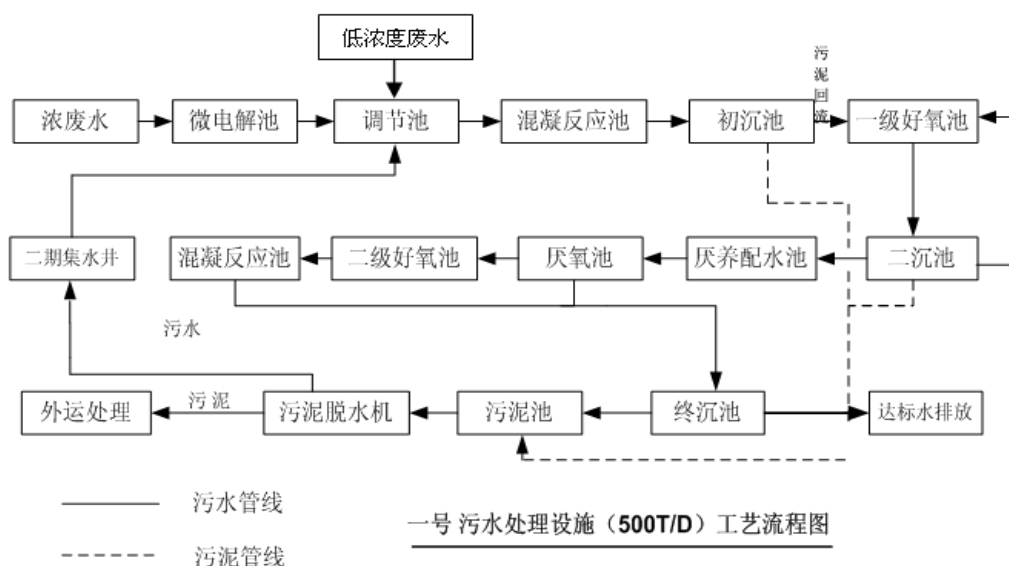 低浓度废水
污泥回流
浓废水
微电解池
调节池
混凝反应池
初沉池
一级好氧池
二期集水井
混凝反应池
二级好氧池
厌氧池
厌养配水池
二沉池
污水
外运处理
污泥
污泥脱水机
污泥池
终沉池
达标水排放
污水管线
一号 污水处理设施（500T/D）工艺流程图
污泥管线